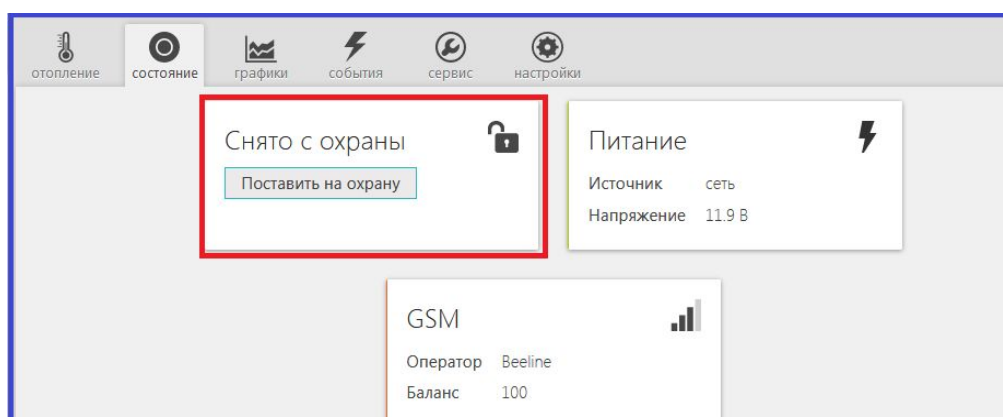 отопление состояние графики события сервис настройки
Снято с охраны
Поставить на охрану
Питание
Источник сеть
Напряжение 11.9 В
GSM
Оператор Beeline
Баланс 100